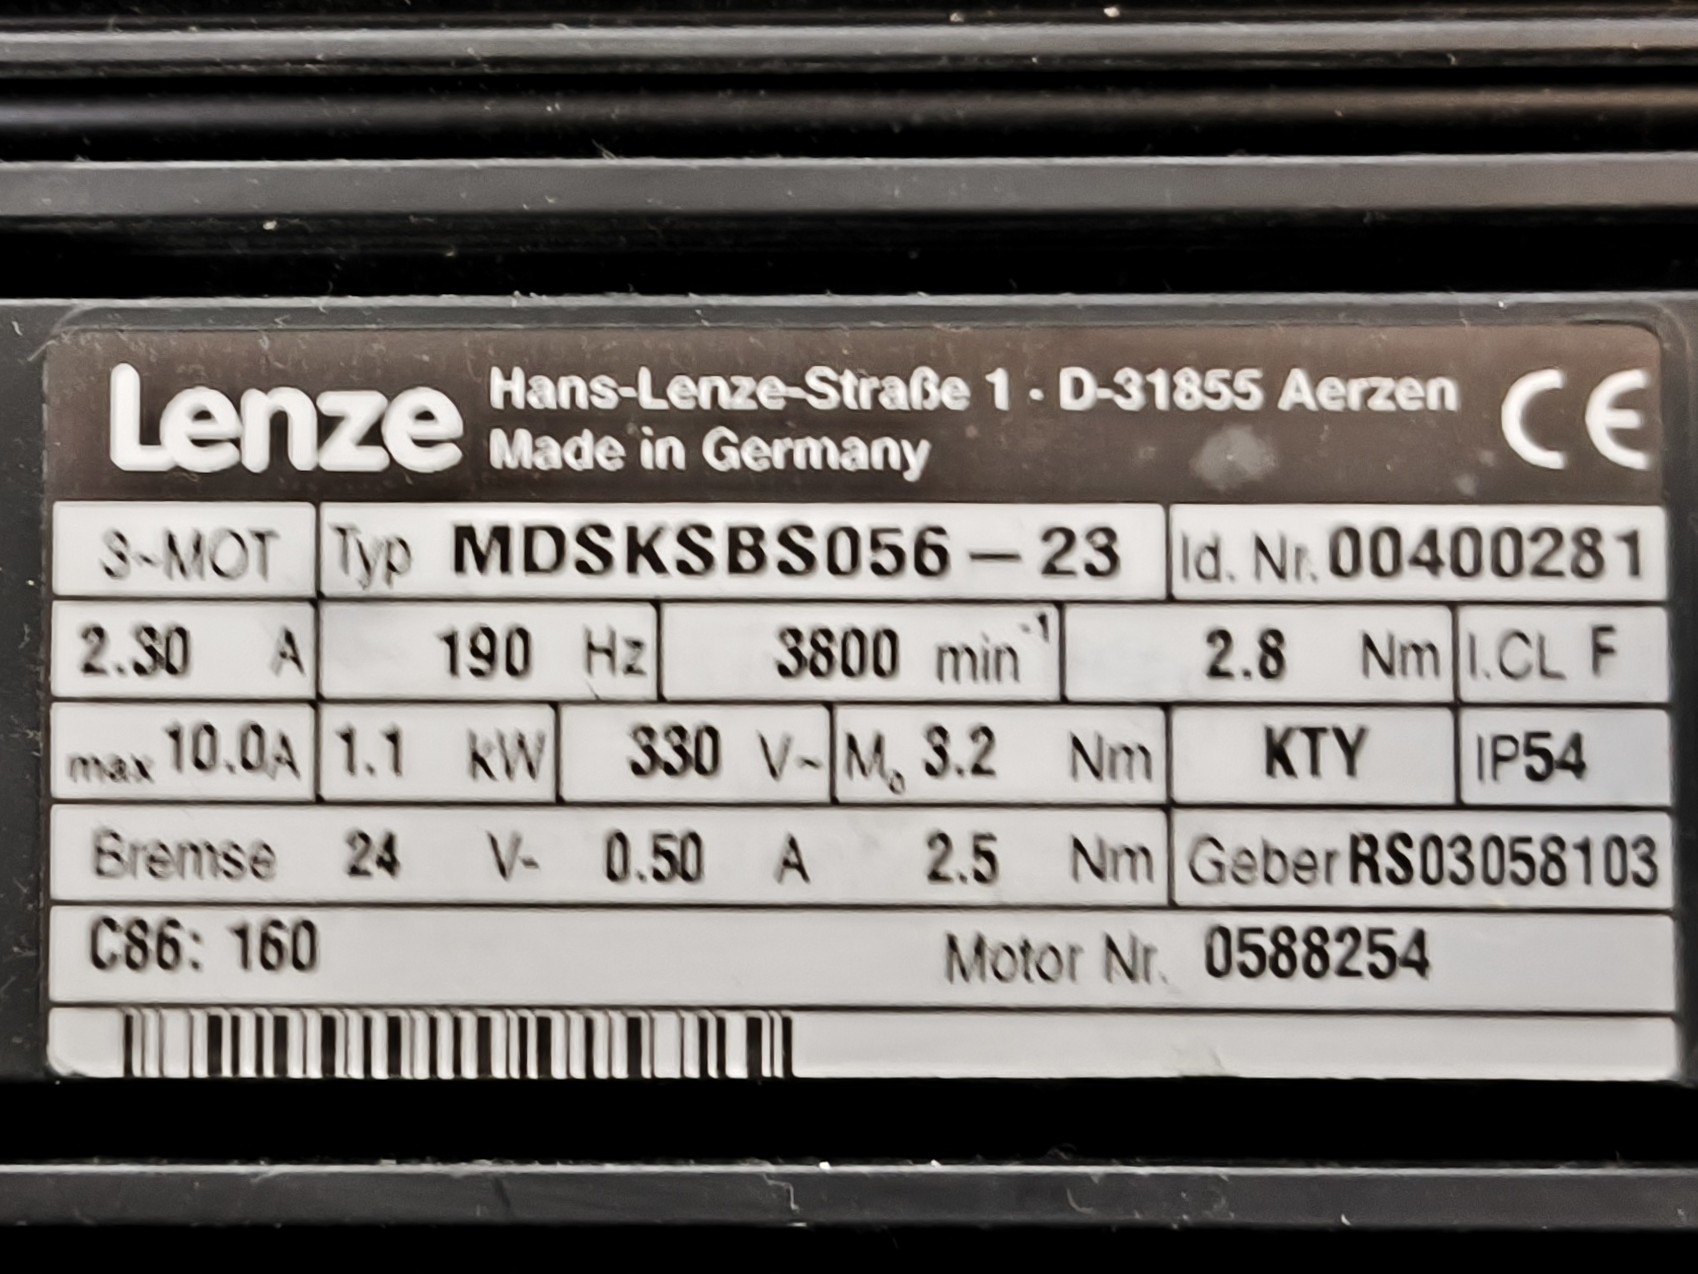 Lenze Hans-Lenze-Straße 1 · D-31855 Aerzen CE
Made in Germany
S-MOT Typ MDSKSBS056-23 Id. Nr. 00400281
2.30 A 190 Hz 3800 min⁻¹ 2.8 Nm I.CL F
max 10.0A 1.1 kW 330 V~ M₀ 3.2 Nm KTY IP54
Bremse 24 V- 0.50 A 2.5 Nm Geber RS03058103
C86: 160 Motor Nr. 0588254